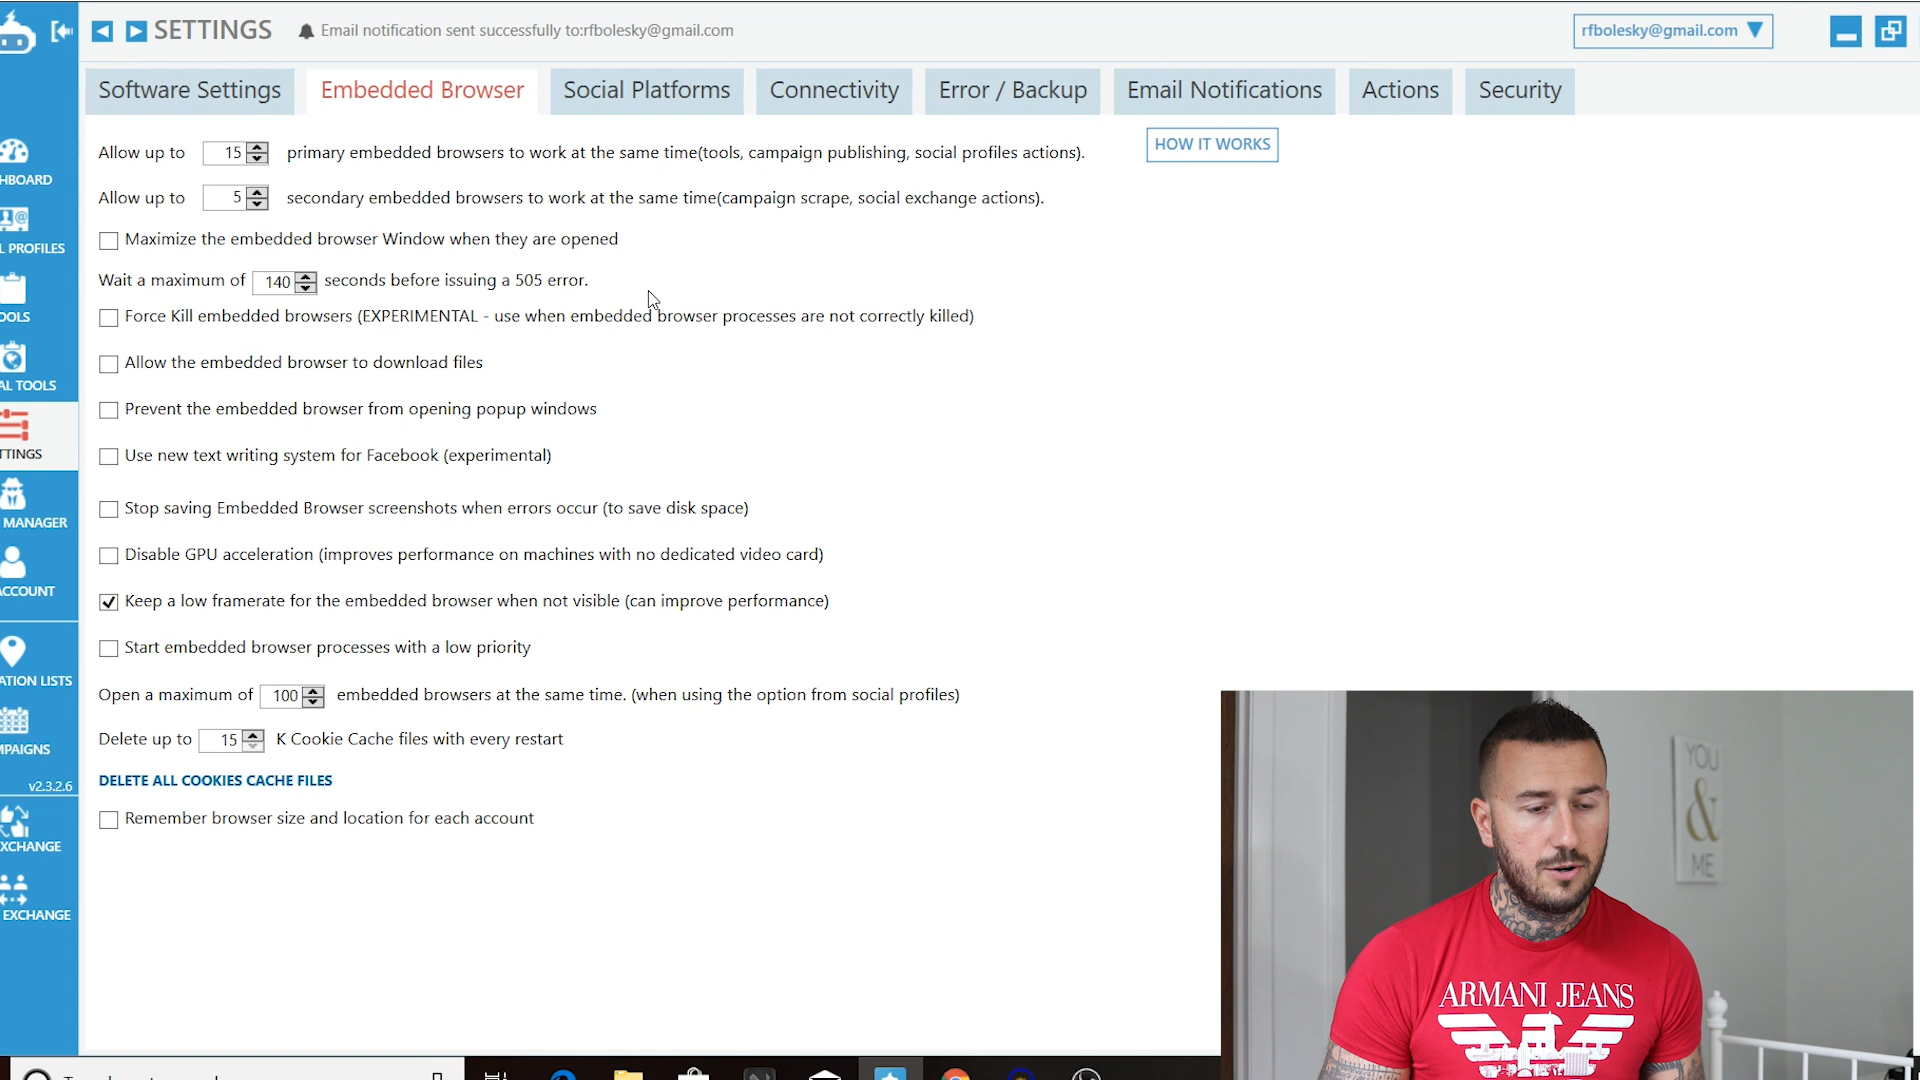 SETTINGS
Email notification sent successfully to:rfbolesky@gmail.com
rfbolesky@gmail.com
Software Settings
Embedded Browser
Social Platforms
Connectivity
Error / Backup
Email Notifications
Actions
Security
Allow up to 15 primary embedded browsers to work at the same time(tools, campaign publishing, social profiles actions).
HOW IT WORKS
Allow up to 5 secondary embedded browsers to work at the same time(campaign scrape, social exchange actions).
Maximize the embedded browser Window when they are opened
Wait a maximum of 140 seconds before issuing a 505 error.
Force Kill embedded browsers (EXPERIMENTAL - use when embedded browser processes are not correctly killed)
Allow the embedded browser to download files
Prevent the embedded browser from opening popup windows
Use new text writing system for Facebook (experimental)
Stop saving Embedded Browser screenshots when errors occur (to save disk space)
Disable GPU acceleration (improves performance on machines with no dedicated video card)
Keep a low framerate for the embedded browser when not visible (can improve performance)
Start embedded browser processes with a low priority
Open a maximum of 100 embedded browsers at the same time. (when using the option from social profiles)
Delete up to 15 K Cookie Cache files with every restart
DELETE ALL COOKIES CACHE FILES
Remember browser size and location for each account
HBOARD
L PROFILES
OOLS
AL TOOLS
TTINGS
MANAGER
ACCOUNT
ATION LISTS
MPAIGNS
v2.3.2.6
XCHANGE
EXCHANGE
YOU
&
ME
ARMANI JEANS